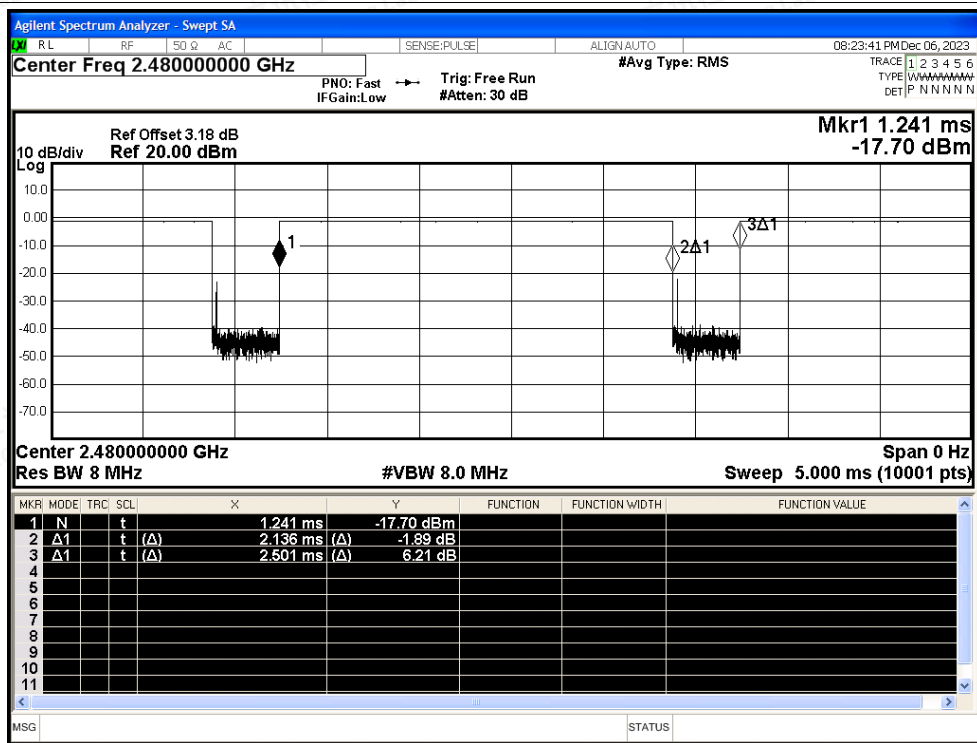 Agilent Spectrum Analyzer - Swept SA
LXI RL RF 50 Ω AC SENSE:PULSE ALIGN AUTO 08:23:41 PM Dec 06, 2023
Center Freq 2.480000000 GHz
#Avg Type: RMS
TRACE 1 2 3 4 5 6
PNO: Fast Trig: Free Run
TYPE WWWWWW
IFGain:Low #Atten: 30 dB
DET P N N N N N
Mkr1 1.241 ms
Ref Offset 3.18 dB
10 dB/div Ref 20.00 dBm
-17.70 dBm
Log
10.0
0.00
-10.0
-20.0
-30.0
-40.0
-50.0
-60.0
-70.0
1
2Δ1
3Δ1
Center 2.480000000 GHz Span 0 Hz
Res BW 8 MHz #VBW 8.0 MHz Sweep 5.000 ms (10001 pts)
MKR MODE TRC SCL X Y FUNCTION FUNCTION WIDTH FUNCTION VALUE
1 N t 1.241 ms -17.70 dBm
2 Δ1 t (Δ) 2.136 ms (Δ) -1.89 dB
3 Δ1 t (Δ) 2.501 ms (Δ) 6.21 dB
4
5
6
7
8
9
10
11
MSG STATUS